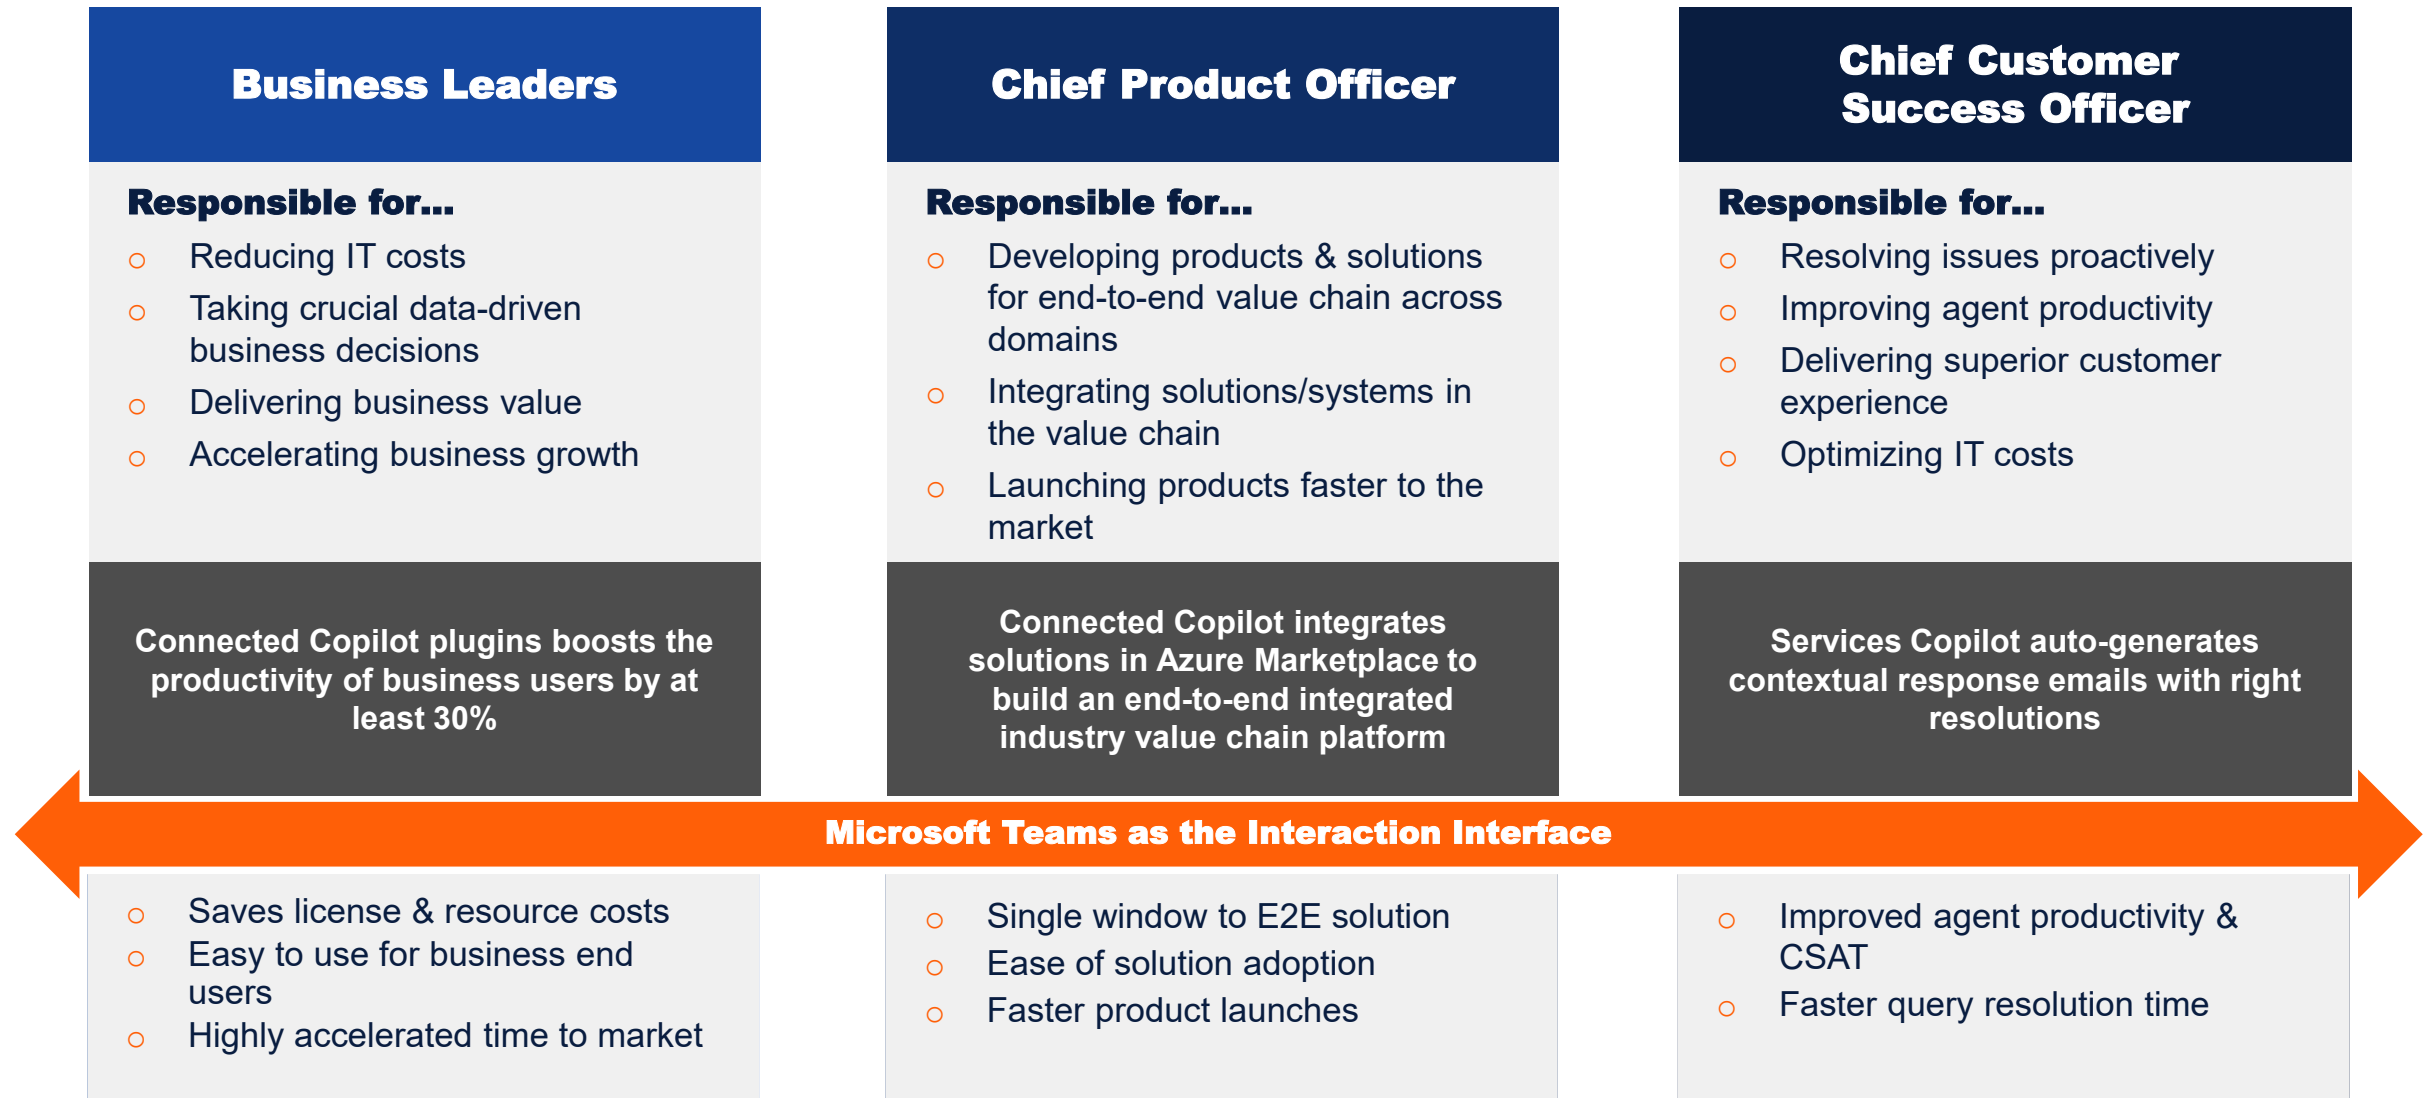 Business Leaders
Responsible for...
Reducing IT costs
Taking crucial data-driven
business decisions
Delivering business value
Accelerating business growth
Connected Copilot plugins boosts the
productivity of business users by at
least 30%
Chief Product Officer
Responsible for...
Developing products & solutions
for end-to-end value chain across
domains
Integrating solutions/systems in
the value chain
Launching products faster to the
market
Connected Copilot integrates
solutions in Azure Marketplace to
build an end-to-end integrated
industry value chain platform
Chief Customer
Success Officer
Responsible for...
Resolving issues proactively
Improving agent productivity
Delivering superior customer
experience
Optimizing IT costs
Services Copilot auto-generates
contextual response emails with right
resolutions
Microsoft Teams as the Interaction Interface
Saves license & resource costs
Easy to use for business end
users
Highly accelerated time to market
Single window to E2E solution
Ease of solution adoption
Faster product launches
Improved agent productivity &
CSAT
Faster query resolution time